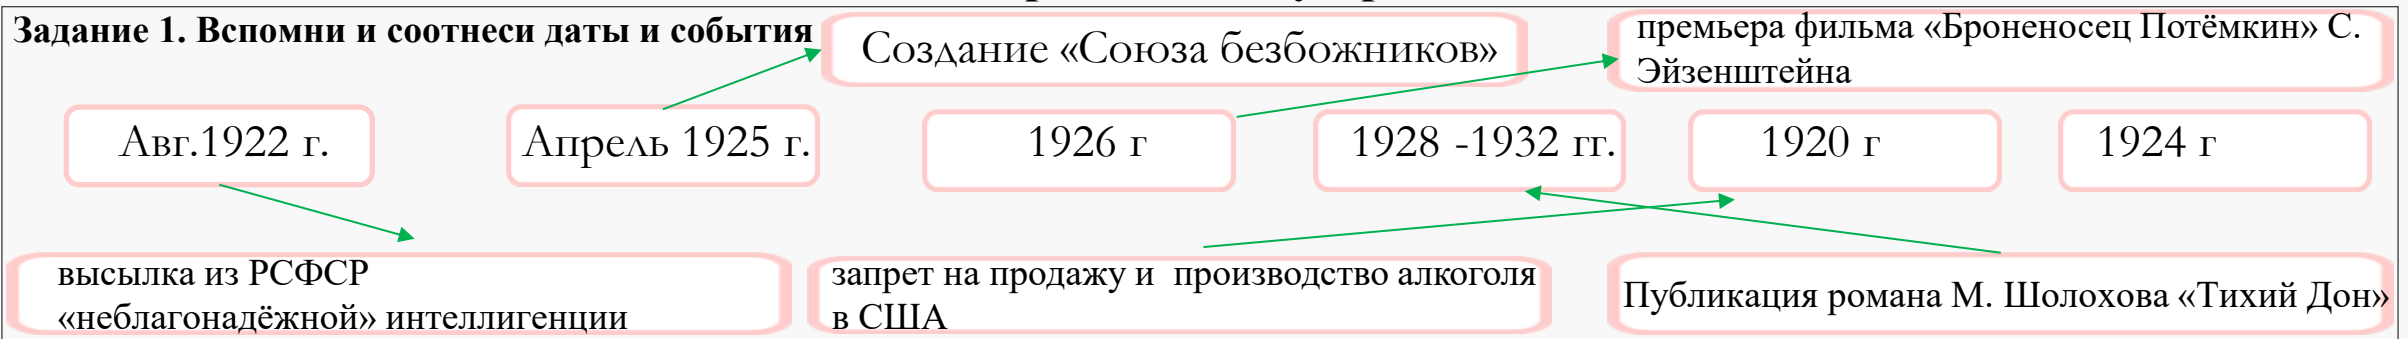 Задание 1. Вспомни и соотнеси даты и события
Создание «Союза безбожников»
премьера фильма «Броненосец Потёмкин» С.
Эйзенштейна
Авг.1922 г.
Апрель 1925 г.
1926 г
1928 -1932 гг.
1920 г
1924 г
высылка из РСФСР
«неблагонадёжной» интеллигенции
запрет на продажу и производство алкоголя
в США
Публикация романа М. Шолохова «Тихий Дон»